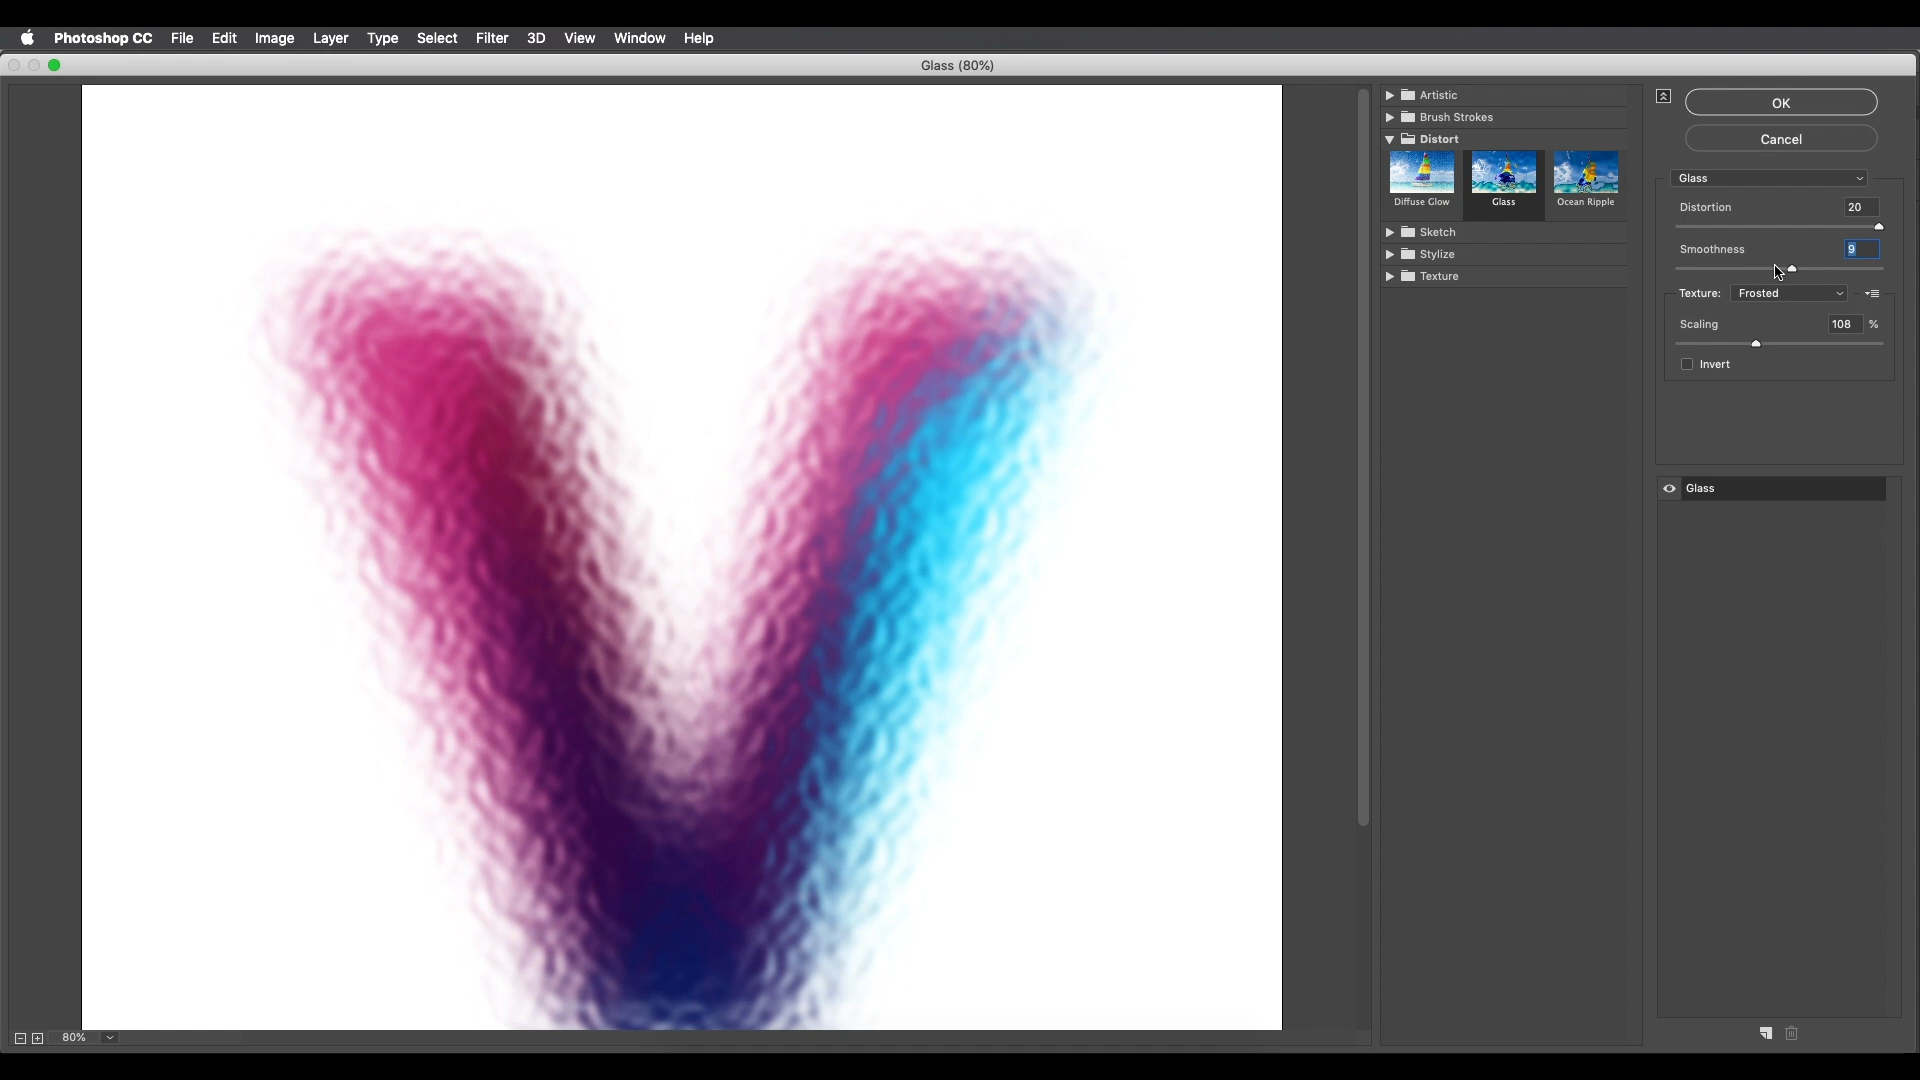 Photoshop CC File Edit Image Layer Type Select Filter 3D View Window Help
Glass (80%)
Artistic
Brush Strokes
Distort
Diffuse Glow Glass Ocean Ripple
Sketch
Stylize
Texture
OK
Cancel
Glass
Distortion 20
Smoothness 9
Texture: Frosted
Scaling 108 %
Invert
Glass
80%